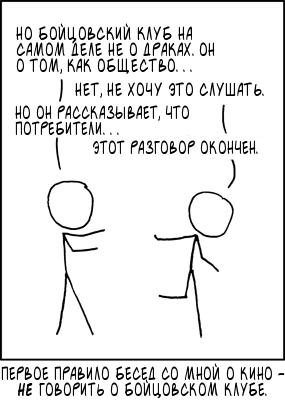 НО БОЙЦОВСКИЙ КЛУБ НА
САМОМ ДЕЛЕ НЕ О ДРАКАХ. ОН
О ТОМ, КАК ОБЩЕСТВО...
НЕТ, НЕ ХОЧУ ЭТО СЛУШАТЬ.
НО ОН РАССКАЗЫВАЕТ, ЧТО
ПОТРЕБИТЕЛИ...
ЭТОТ РАЗГОВОР ОКОНЧЕН.
ПЕРВОЕ ПРАВИЛО БЕСЕД СО МНОЙ О КИНО –
НЕ ГОВОРИТЬ О БОЙЦОВСКОМ КЛУБЕ.